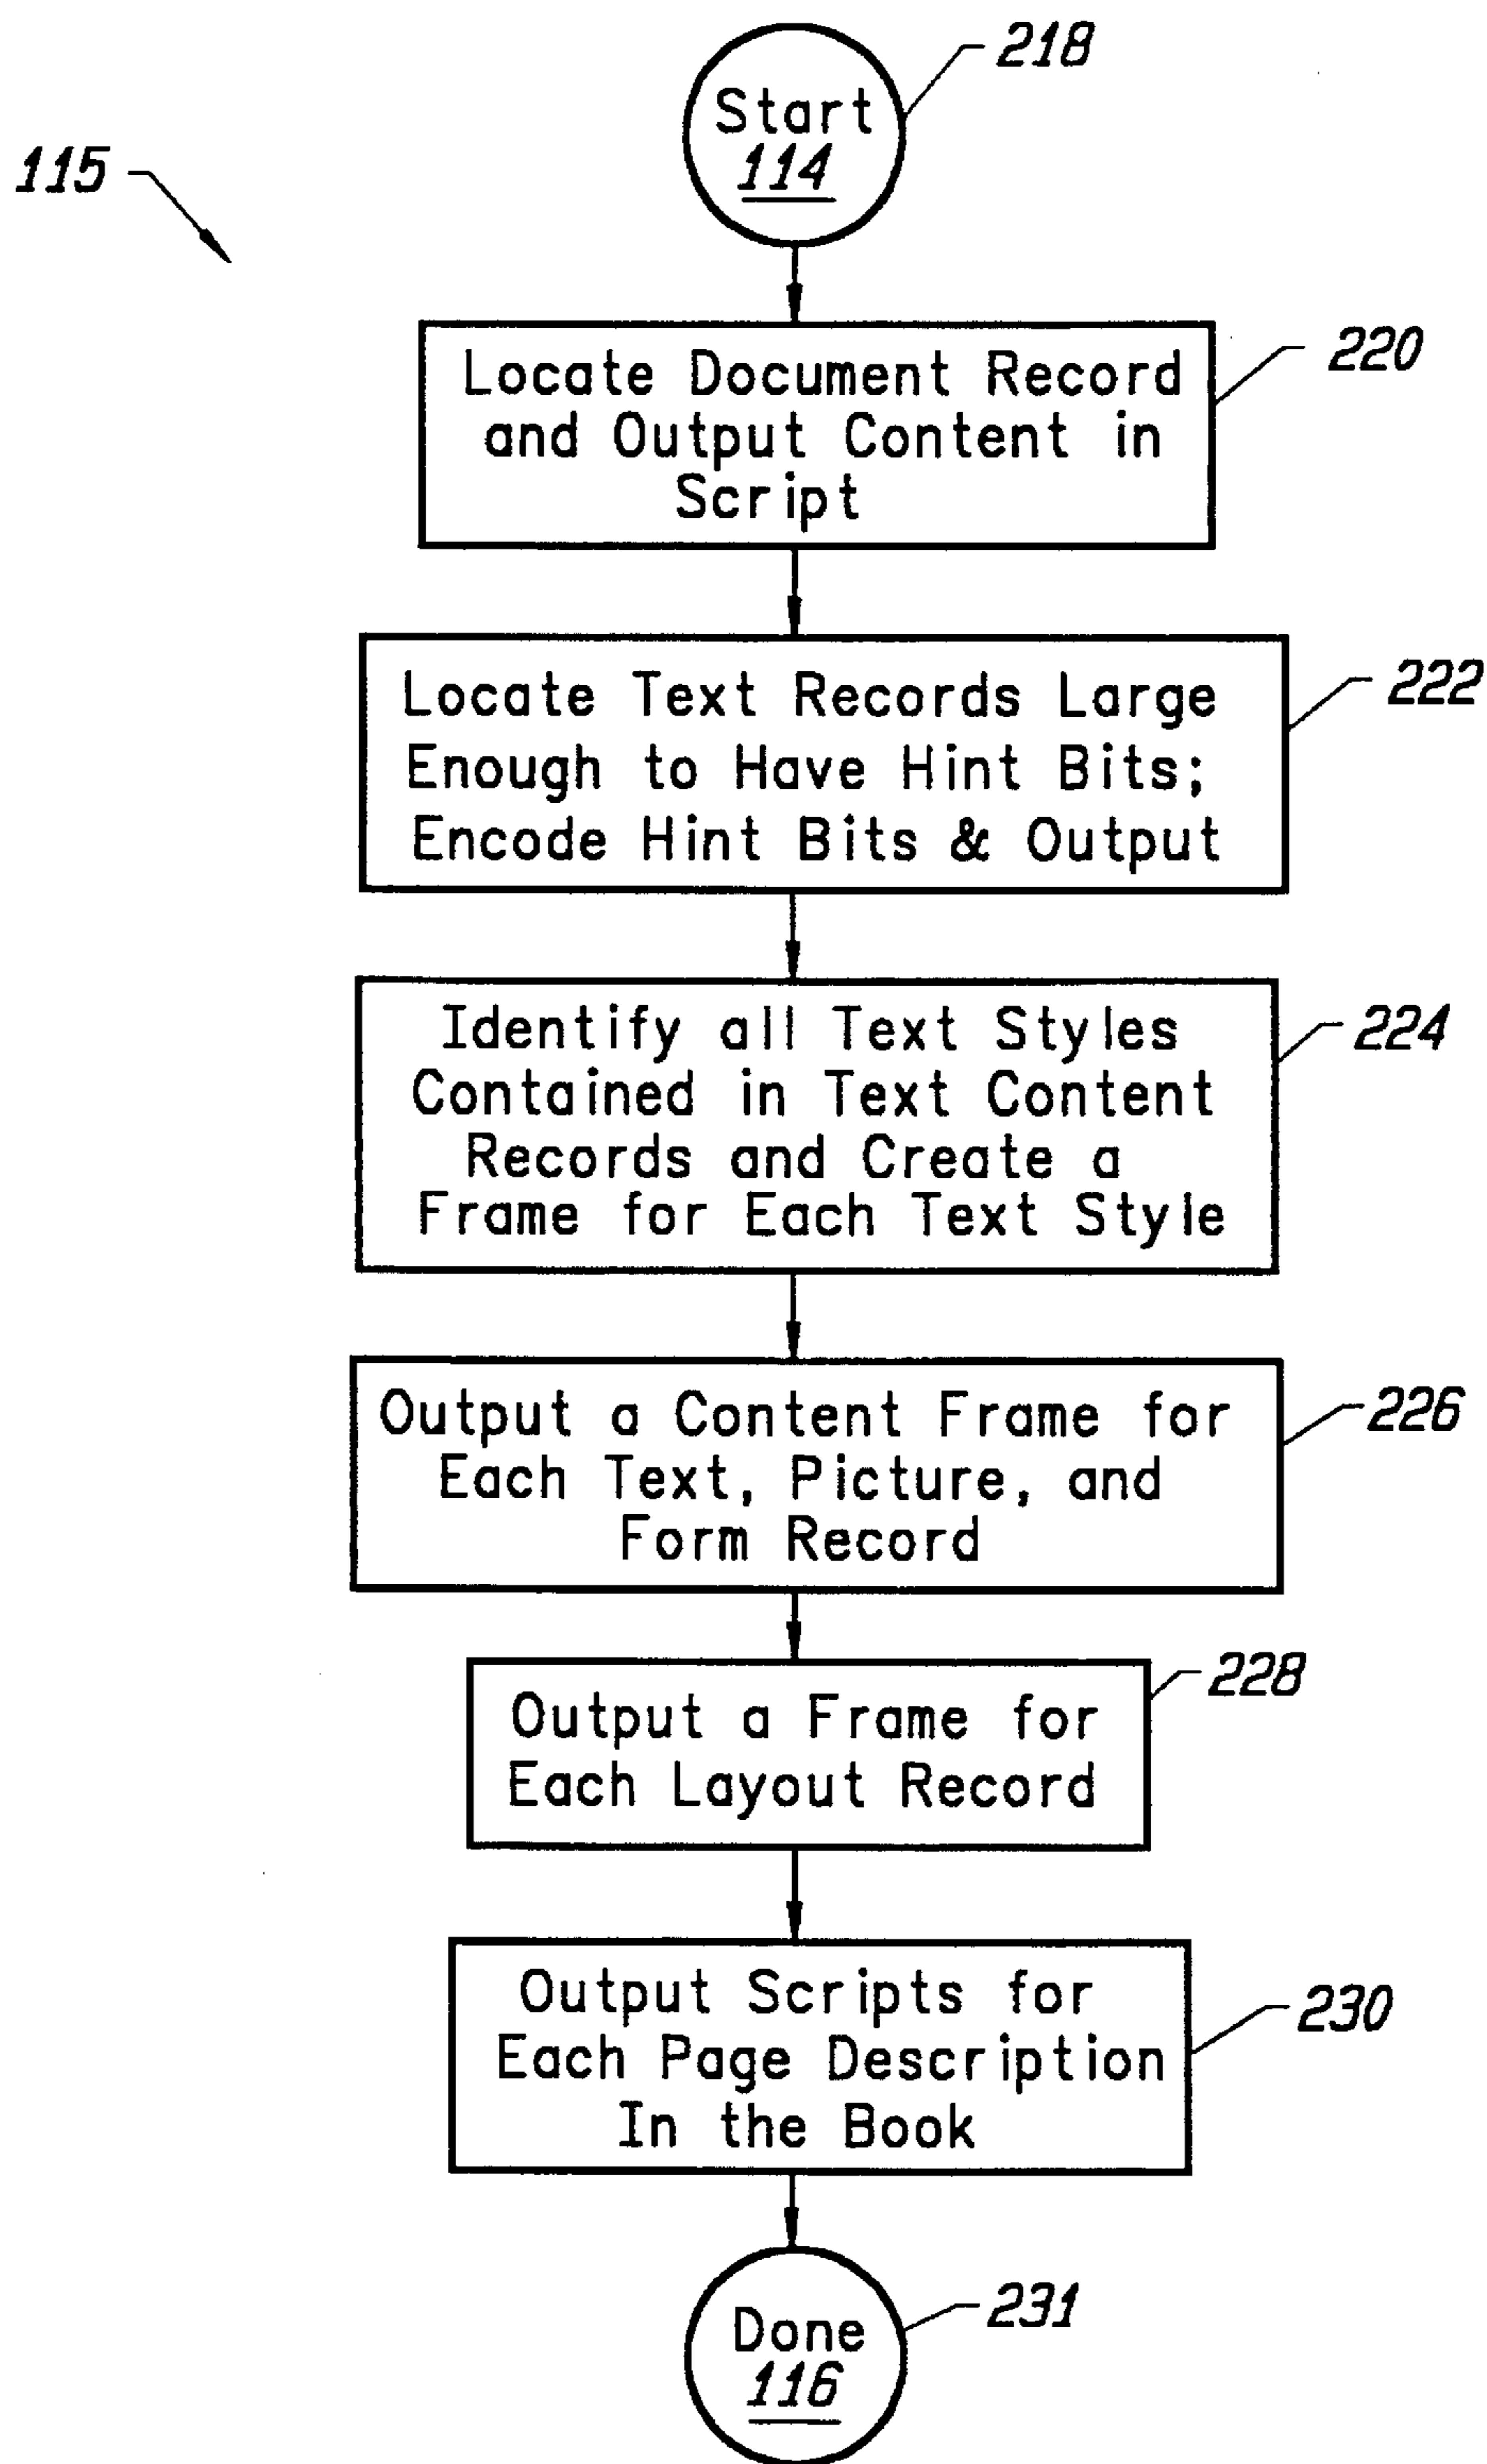 218
Start
114
115
220
Locate Document Record
and Output Content in
Script
222
Locate Text Records Large
Enough to Have Hint Bits;
Encode Hint Bits & Output
224
Identify all Text Styles
Contained in Text Content
Records and Create a
Frame for Each Text Style
226
Output a Content Frame for
Each Text, Picture, and
Form Record
228
Output a Frame for
Each Layout Record
230
Output Scripts for
Each Page Description
In the Book
231
Done
116